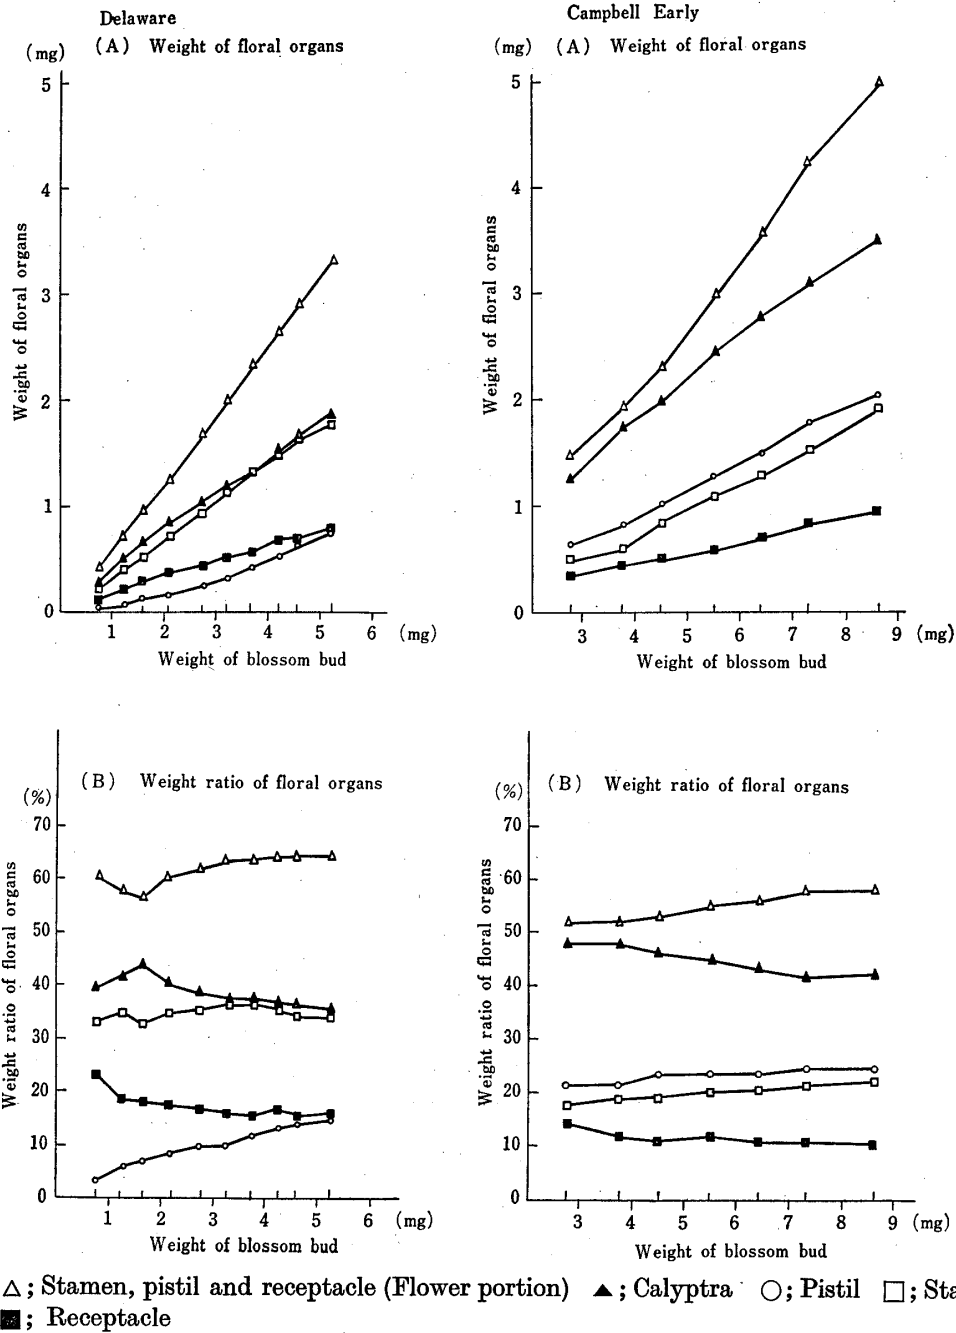 Delaware
(mg) (A) Weight of floral organs
5
4
3
2
1
0
Weight of floral organs
1 2 3 4 5 6 (mg)
Weight of blossom bud
Campbell Early
(mg) (A) Weight of floral organs
5
4
3
2
1
0
Weight of floral organs
3 4 5 6 7 8 9 (mg)
Weight of blossom bud
(B) Weight ratio of floral organs
(%)
70
60
50
40
30
20
10
0
Weight ratio of floral organs
1 2 3 4 5 6 (mg)
Weight of blossom bud
(B) Weight ratio of floral organs
(%)
70
60
50
40
30
20
10
0
Weight ratio of floral organs
3 4 5 6 7 8 9 (mg)
Weight of blossom bud
△; Stamen, pistil and receptacle (Flower portion) ▲; Calyptra ○; Pistil □; Sta
■; Receptacle